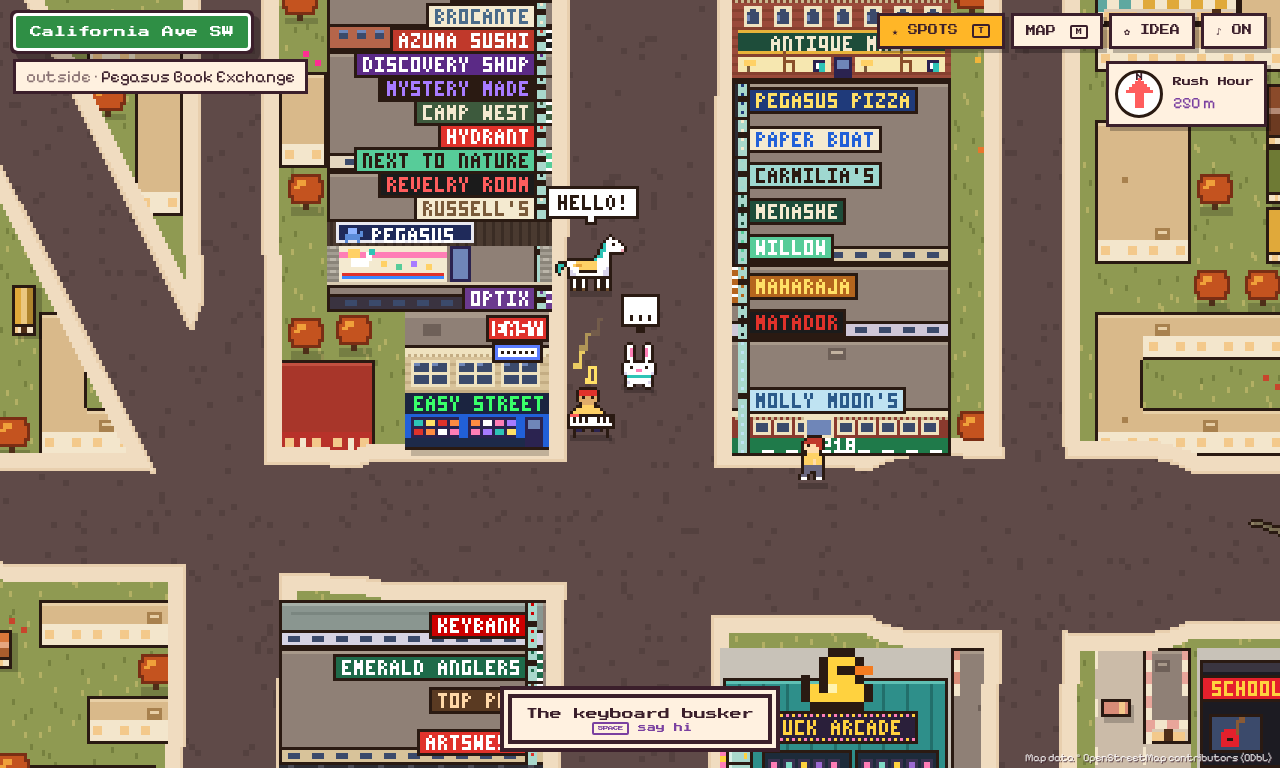 California Ave SW
outside · Pegasus Book Exchange
★ SPOTS T
MAP M
✿ IDEA
♪ ON
N
Rush Hour
BROCANTE
AZUMA SUSHI
DISCOVERY SHOP
MYSTERY MADE
CAMP WEST
HYDRANT
NEXT TO NATURE
REVELRY ROOM
RUSSELL'S
PEGASUS
OPTIX
EASY STREET
HELLO!
...
ANTIQUE
PEGASUS PIZZA
PAPER BOAT
CARMILIA'S
MENASHE
WILLOW
MAHARAJA
MATADOR
MOLLY MOON'S
KEYBANK
EMERALD ANGLERS
TOP
The keyboard busker
SPACE say hi
ARCADE
SCHOOL
Map data © OpenStreetMap contributors (ODbL)